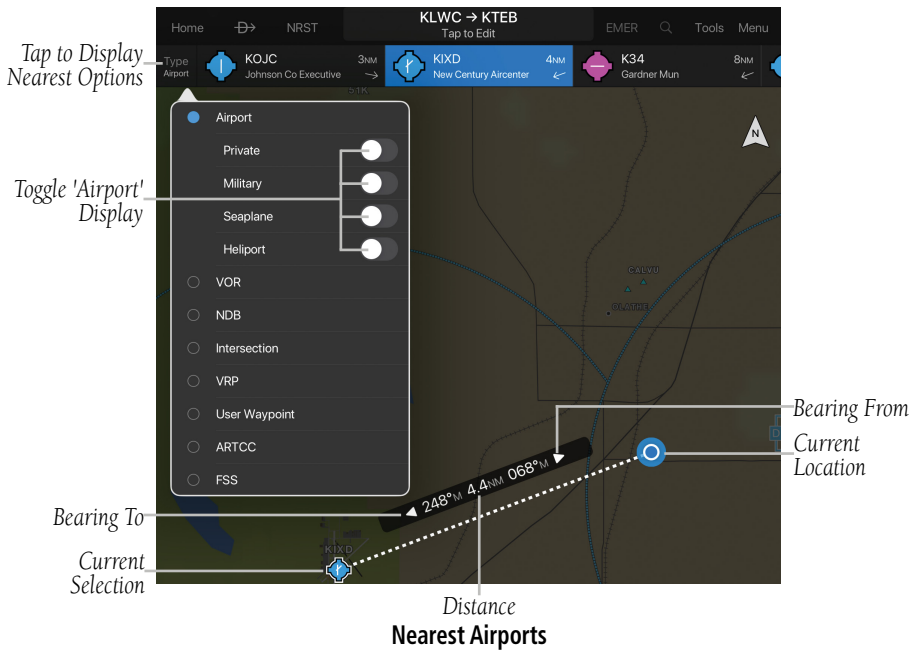 Home
NRST
KLWC → KTEB
Tap to Edit
EMER
Tools
Menu
Tap to Display
Nearest Options
Type
Airport
KOJC
Johnson Co Executive
3NM
KIXD
New Century Aircenter
4NM
K34
Gardner Mun
8NM
N
Airport
Private
Military
Seaplane
Heliport
VOR
NDB
Intersection
VRP
User Waypoint
ARTCC
FSS
Toggle 'Airport'
Display
CALVU
OLATHE
D
Bearing From
Current
Location
248°M 4.4NM 068°M
Bearing To
KIXD
Current
Selection
Distance
Nearest Airports